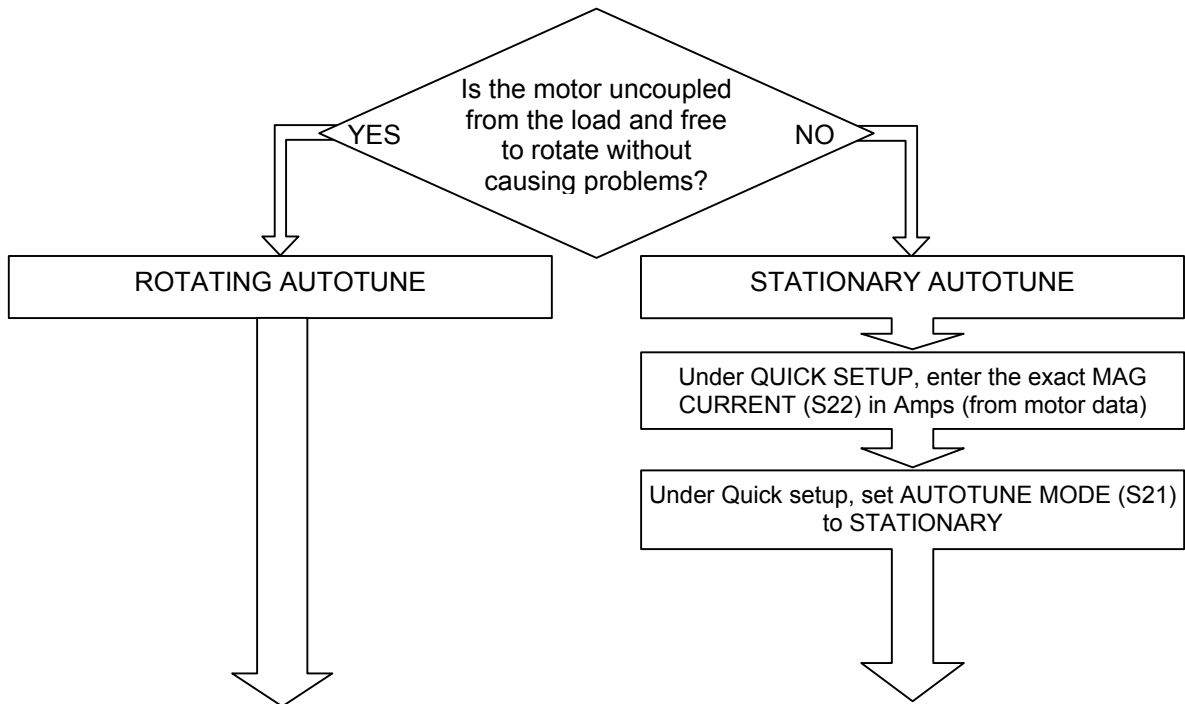 Is the motor uncoupled
from the load and free
to rotate without
causing problems?
YES
NO
ROTATING AUTOTUNE
STATIONARY AUTOTUNE
Under QUICK SETUP, enter the exact MAG
CURRENT (S22) in Amps (from motor data)
Under Quick setup, set AUTOTUNE MODE (S21)
to STATIONARY